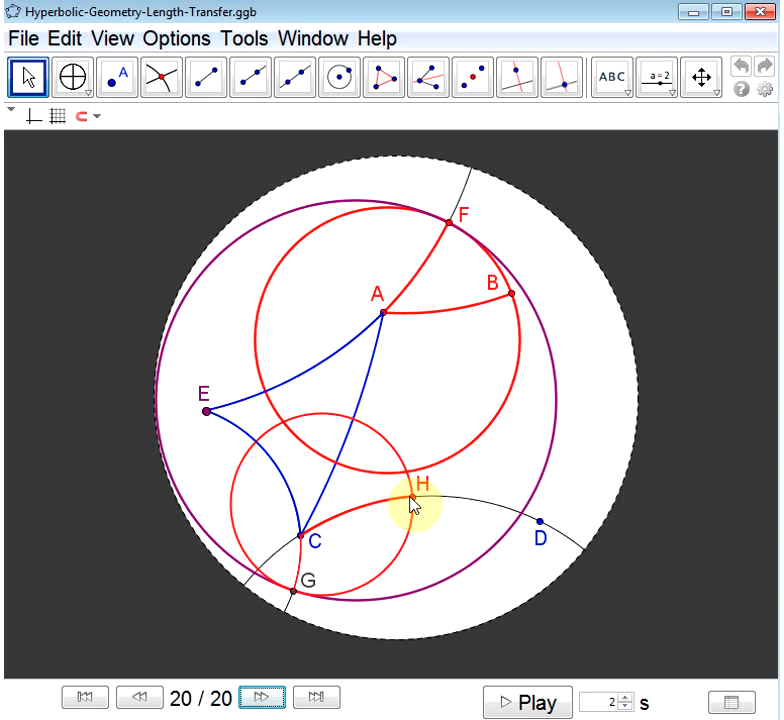 Hyperbolic-Geometry-Length-Transfer.ggb
File Edit View Options Tools Window Help
A ABC a = 2
F
B
A
E
H
C
D
G
20 / 20 Play 2 s